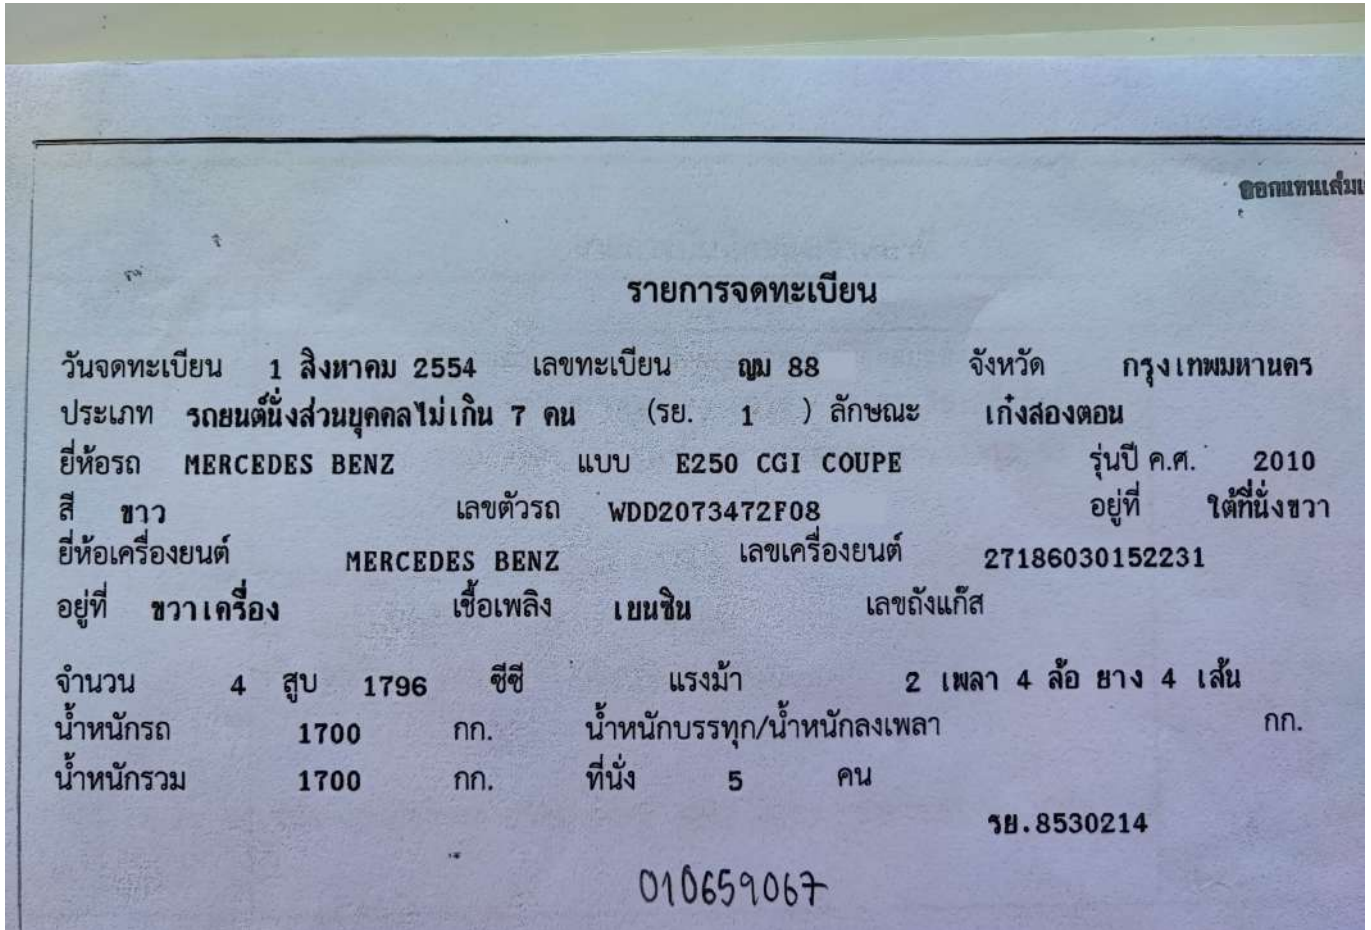 ออกแทนเล่มเ
รายการจดทะเบียน
วันจดทะเบียน 1 สิงหาคม 2554 เลขทะเบียน ญม 88 จังหวัด กรุงเทพมหานคร
ประเภท รถยนต์นั่งส่วนบุคคลไม่เกิน 7 คน (รย. 1 ) ลักษณะ เก๋งสองตอน
ยี่ห้อรถ MERCEDES BENZ แบบ E250 CGI COUPE รุ่นปี ค.ศ. 2010
สี ขาว เลขตัวรถ WDD2073472F08 อยู่ที่ ใต้ที่นั่งขวา
ยี่ห้อเครื่องยนต์ MERCEDES BENZ เลขเครื่องยนต์ 27186030152231
อยู่ที่ ขวาเครื่อง เชื้อเพลิง เบนซิน เลขถังแก๊ส
จำนวน 4 สูบ 1796 ซีซี แรงม้า 2 เพลา 4 ล้อ ยาง 4 เส้น
น้ำหนักรถ 1700 กก. น้ำหนักบรรทุก/น้ำหนักลงเพลา กก.
น้ำหนักรวม 1700 กก. ที่นั่ง 5 คน
รย.8530214
010659067